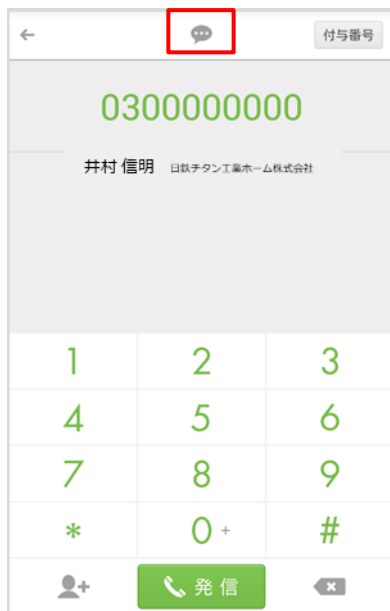 付与番号
0300000000
井村 信明 日鉄チタン工業ホーム株式会社
1 2 3
4 5 6
7 8 9
* 0 + #
発信